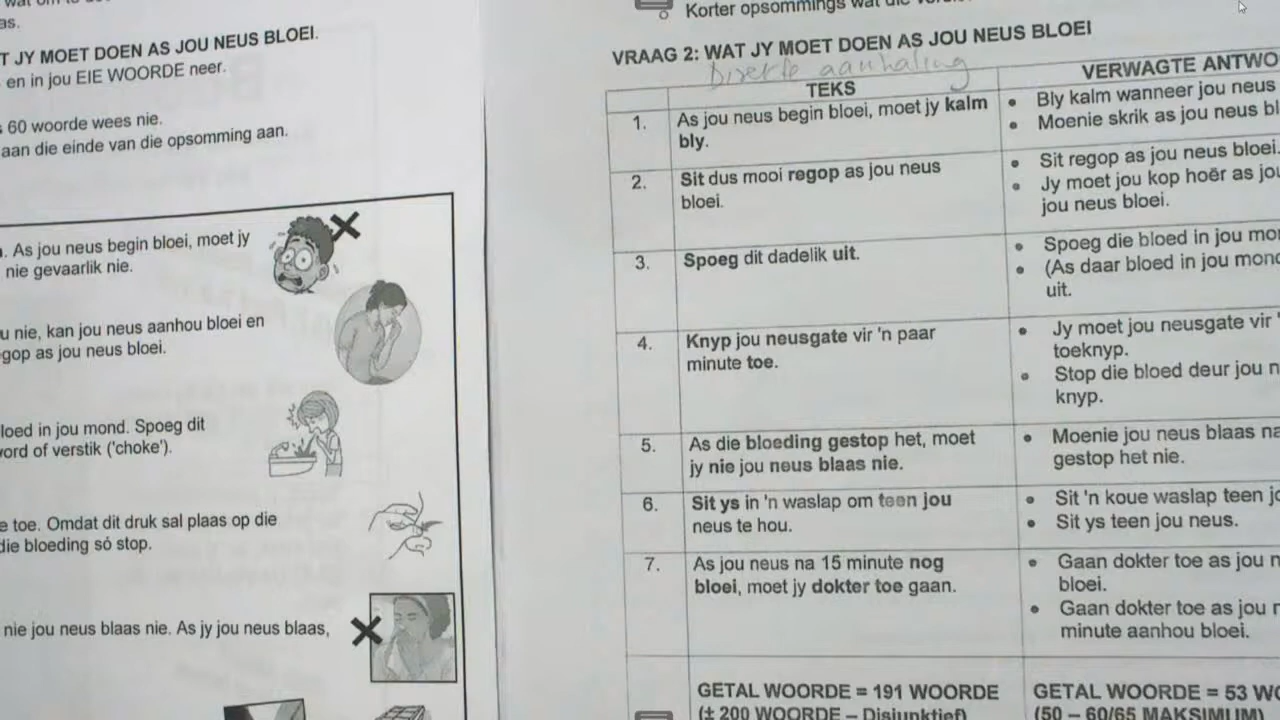 as.
T JY MOET DOEN AS JOU NEUS BLOEI.
en in jou EIE WOORDE neer.
60 woorde wees nie.
aan die einde van die opsomming aan.
. As jou neus begin bloei, moet jy
nie gevaarlik nie.
u nie, kan jou neus aanhou bloei en
gop as jou neus bloei.
loed in jou mond. Spoeg dit
ord of verstik ('choke').
e toe. Omdat dit druk sal plaas op die
die bloeding só stop.
nie jou neus blaas nie. As jy jou neus blaas,
Korter opsommings wat die
VRAAG 2: WAT JY MOET DOEN AS JOU NEUS BLOEI
Direkte aanhaling
TEKS
VERWAGTE ANTWO
1.
As jou neus begin bloei, moet jy kalm
bly.
• Bly kalm wanneer jou neus
• Moenie skrik as jou neus bl
2.
Sit dus mooi regop as jou neus
bloei.
• Sit regop as jou neus bloei.
• Jy moet jou kop hoër as jou
jou neus bloei.
3.
Spoeg dit dadelik uit.
• Spoeg die bloed in jou mon
• (As daar bloed in jou mond
uit.
4.
Knyp jou neusgate vir 'n paar
minute toe.
• Jy moet jou neusgate vir '
toeknyp.
• Stop die bloed deur jou n
knyp.
5.
As die bloeding gestop het, moet
jy nie jou neus blaas nie.
• Moenie jou neus blaas na
gestop het nie.
6.
Sit ys in 'n waslap om teen jou
neus te hou.
• Sit 'n koue waslap teen jo
• Sit ys teen jou neus.
7.
As jou neus na 15 minute nog
bloei, moet jy dokter toe gaan.
• Gaan dokter toe as jou n
bloei.
• Gaan dokter toe as jou n
minute aanhou bloei.
GETAL WOORDE = 191 WOORDE
(± 200 WOORDE – Disjunktief)
GETAL WOORDE = 53 WO
(50 – 60/65 MAKSIMUM)